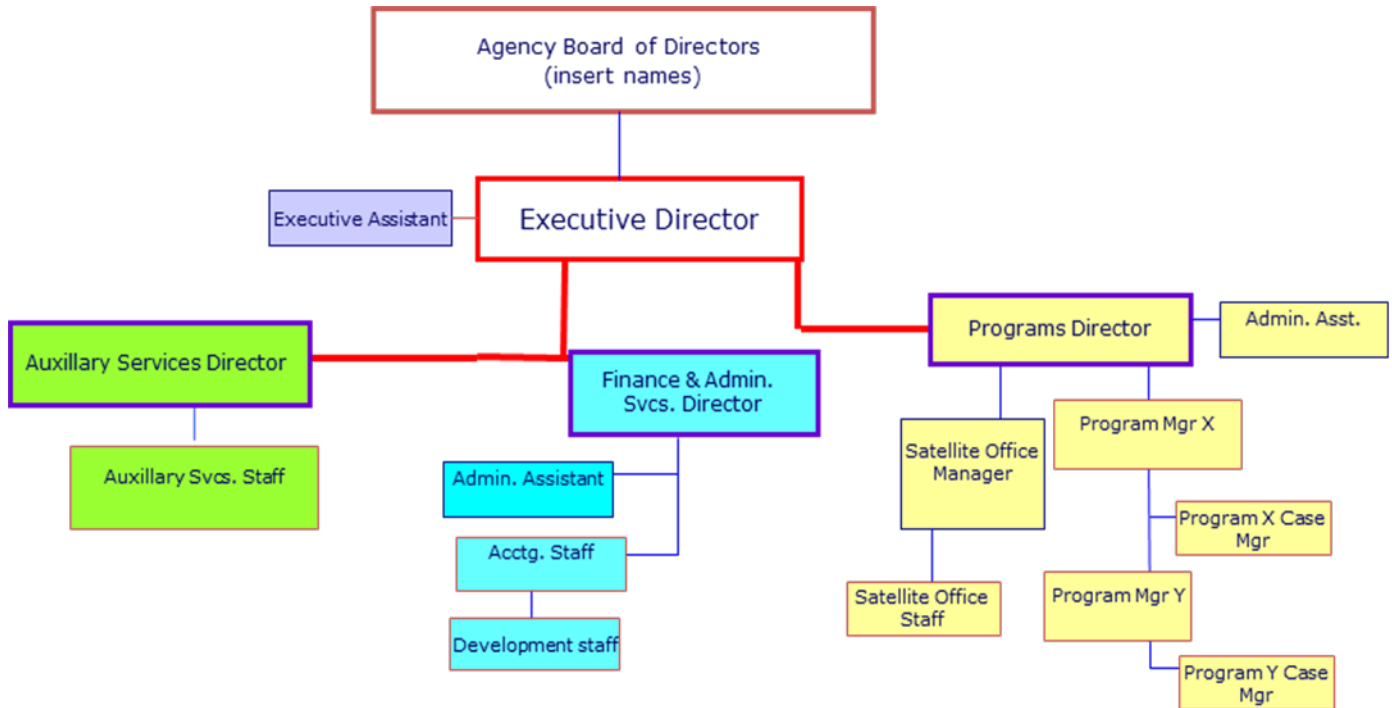 Agency Board of Directors
(insert names)
Executive Assistant
Executive Director
Auxillary Services Director
Finance & Admin.
Svcs. Director
Programs Director
Admin. Asst.
Auxillary Svcs. Staff
Admin. Assistant
Acctg. Staff
Development staff
Satellite Office
Manager
Satellite Office
Staff
Program Mgr X
Program X Case
Mgr
Program Mgr Y
Program Y Case
Mgr